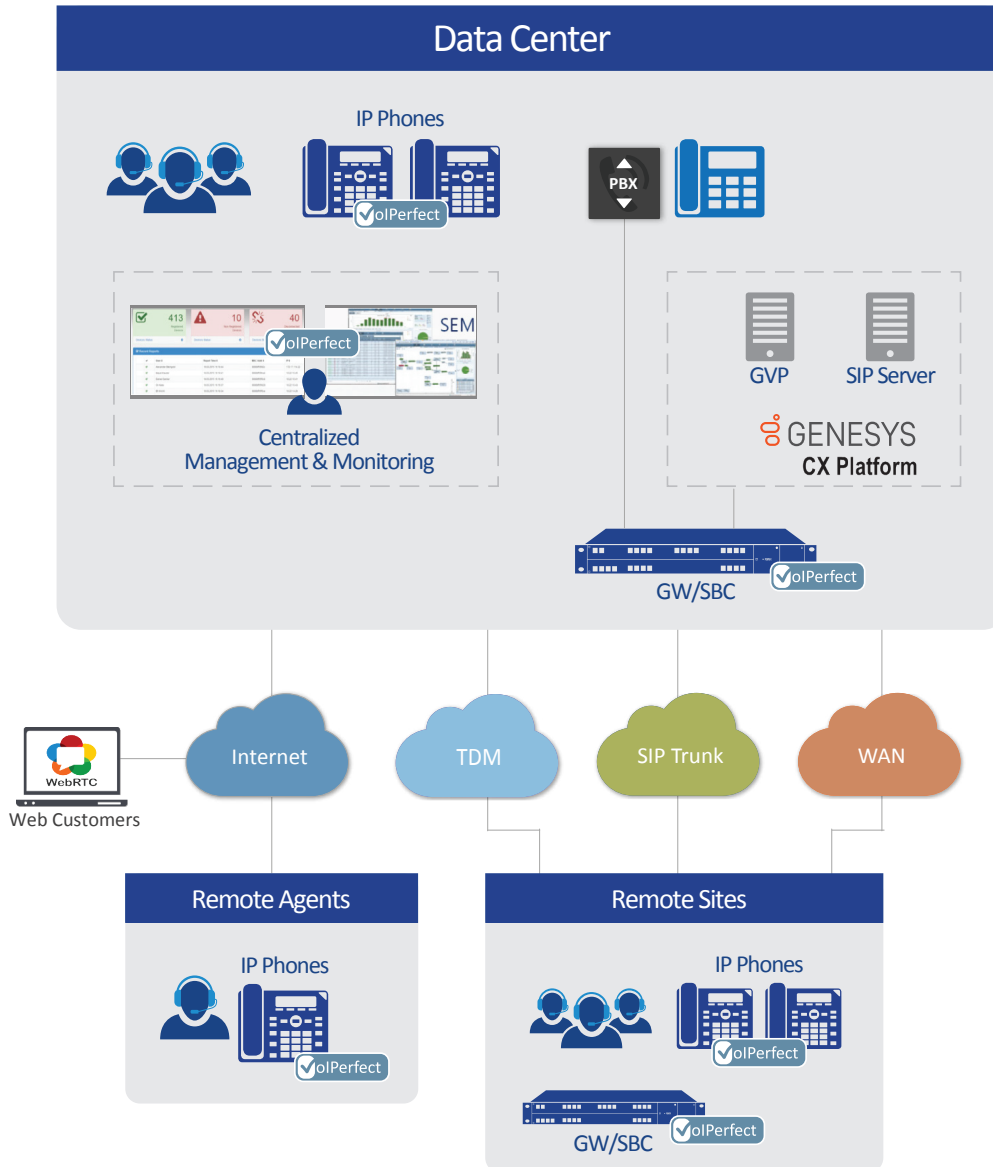 Data Center
IP Phones
PBX
VoIPerfect
413
10
40
SEM
VoIPerfect
GVP
SIP Server
Centralized
Management & Monitoring
GENESYS
CX Platform
VoIPerfect
GW/SBC
Internet
TDM
SIP Trunk
WAN
WebRTC
Web Customers
Remote Agents
Remote Sites
IP Phones
IP Phones
VoIPerfect
VoIPerfect
VoIPerfect
GW/SBC